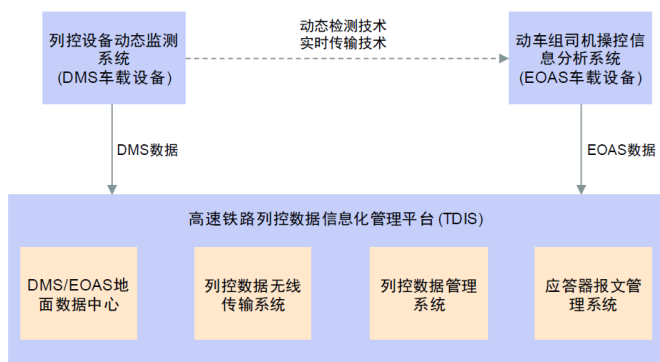 列控设备动态监测
系统
(DMS车载设备)
动态检测技术
实时传输技术
动车组司机操控信
息分析系统
(EOAS车载设备)
DMS数据
EOAS数据
高速铁路列控数据信息化管理平台(TDIS)
DMS/EOAS地
面数据中心
列控数据无线
传输系统
列控数据管理
系统
应答器报文管
理系统